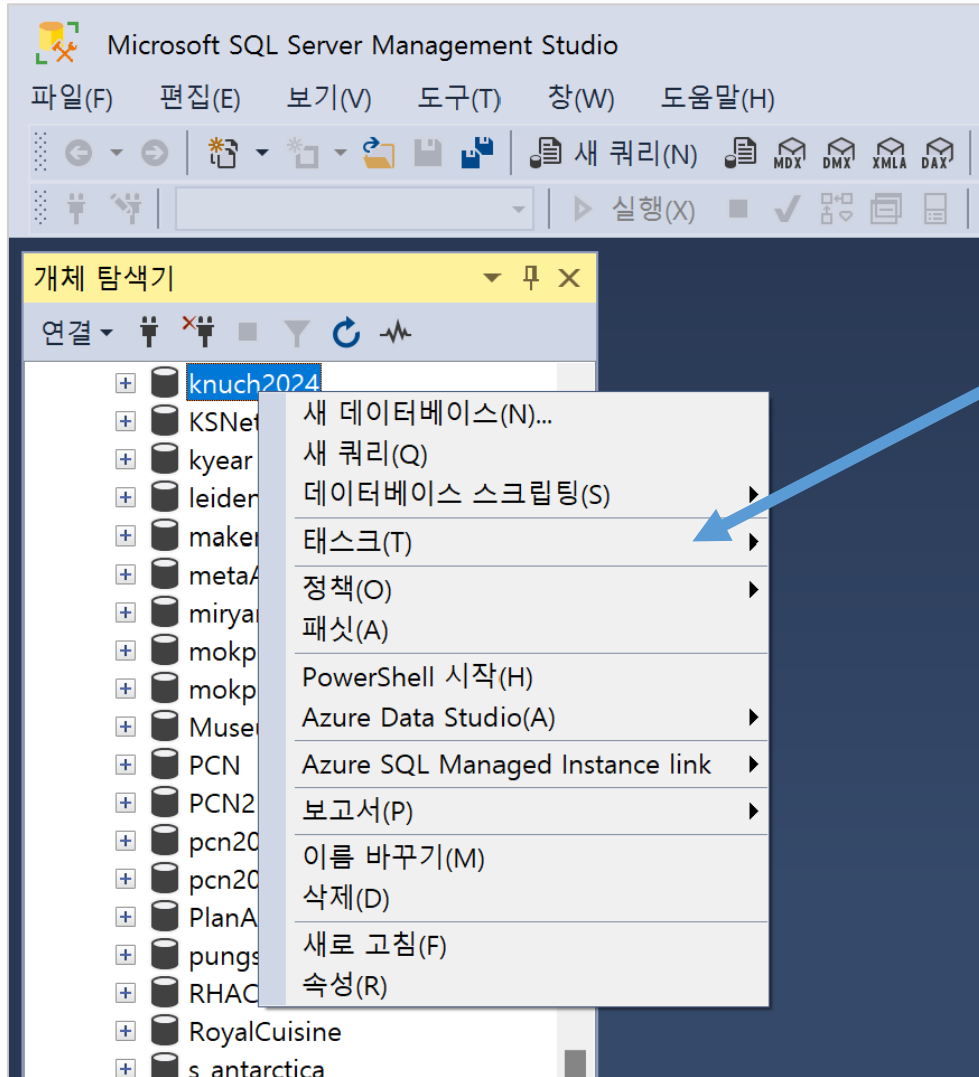 Microsoft SQL Server Management Studio
파일(F) 편집(E) 보기(V) 도구(T) 창(W) 도움말(H)
새 쿼리(N) MDX DMX XMLA DAX
실행(X)
개체 탐색기
연결
knuch2024
KSNet
kyear
leiden
maker
metaA
miryan
mokp
mokp
Museu
PCN
PCN2
pcn20
pcn20
PlanA
pungs
RHAC
RoyalCuisine
s_antarctica
새 데이터베이스(N)...
새 쿼리(Q)
데이터베이스 스크립팅(S)
태스크(T)
정책(O)
패싯(A)
PowerShell 시작(H)
Azure Data Studio(A)
Azure SQL Managed Instance link
보고서(P)
이름 바꾸기(M)
삭제(D)
새로 고침(F)
속성(R)